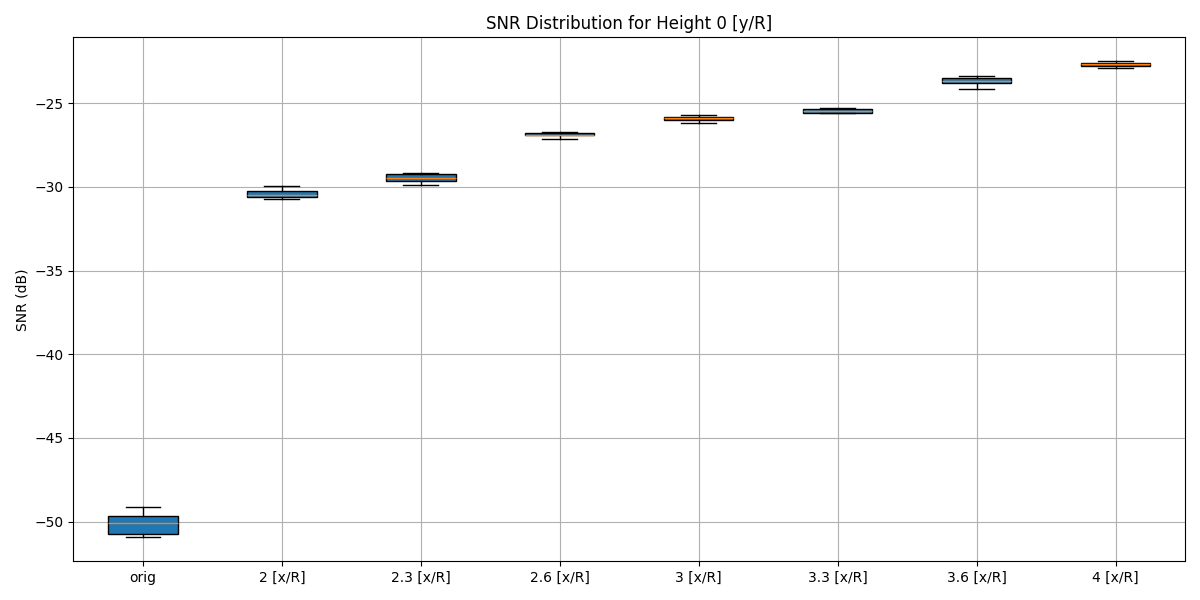 SNR Distribution for Height 0 [y/R]
SNR (dB)
−25
−30
−35
−40
−45
−50
orig
2 [x/R]
2.3 [x/R]
2.6 [x/R]
3 [x/R]
3.3 [x/R]
3.6 [x/R]
4 [x/R]